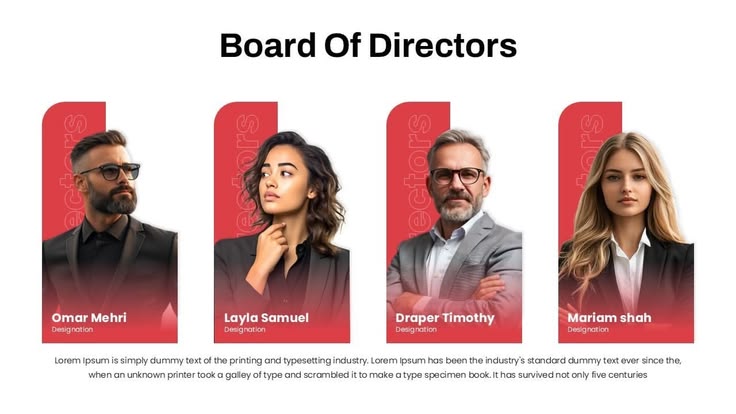 Board Of Directors
ectors
ectors
rectors
ctors
Omar Mehri
Designation
Layla Samuel
Designation
Draper Timothy
Designation
Mariam shah
Designation
Lorem Ipsum is simply dummy text of the printing and typesetting industry. Lorem Ipsum has been the industry's standard dummy text ever since the,
when an unknown printer took a galley of type and scrambled it to make a type specimen book. It has survived not only five centuries